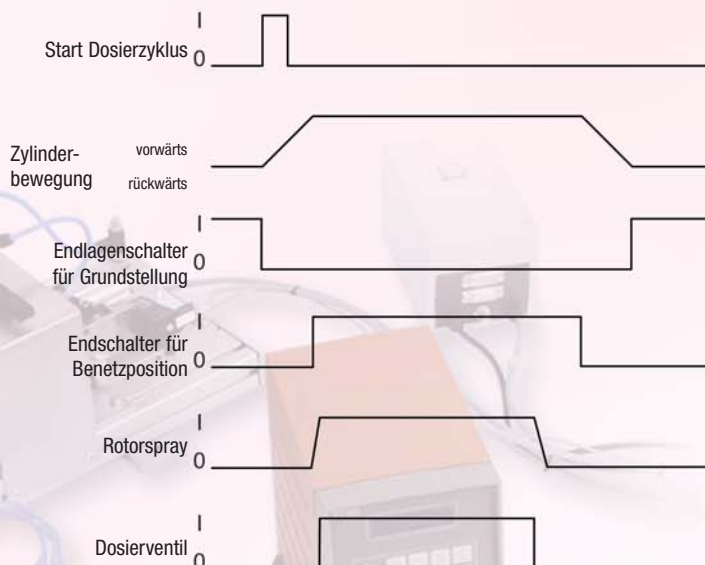 I
Start Dosierzyklus 0
Zylinder- vorwärts
bewegung rückwärts
I
Endlagenschalter 0
für Grundstellung
I
Endschalter für
Benetzposition 0
I
Rotorspray
0
I
Dosierventil
0